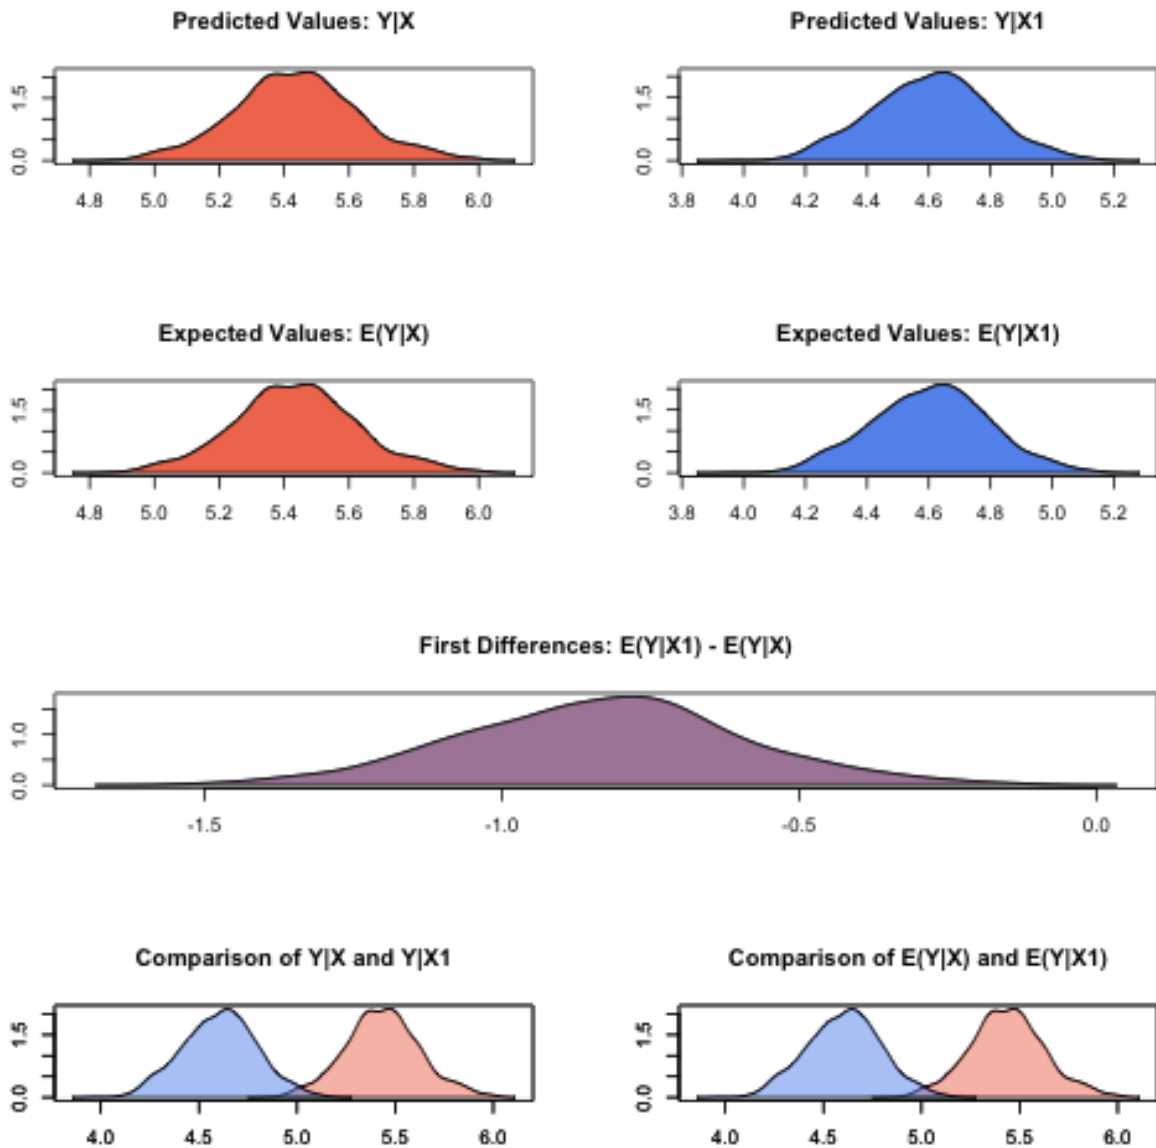 Predicted Values: Y|X
Predicted Values: Y|X1
0.0 1.5
4.8 5.0 5.2 5.4 5.6 5.8 6.0
0.0 1.5
3.8 4.0 4.2 4.4 4.6 4.8 5.0 5.2
Expected Values: E(Y|X)
Expected Values: E(Y|X1)
0.0 1.5
4.8 5.0 5.2 5.4 5.6 5.8 6.0
0.0 1.5
3.8 4.0 4.2 4.4 4.6 4.8 5.0 5.2
First Differences: E(Y|X1) - E(Y|X)
0.0 1.0
-1.5 -1.0 -0.5 0.0
Comparison of Y|X and Y|X1
Comparison of E(Y|X) and E(Y|X1)
0.0 1.5
4.0 4.5 5.0 5.5 6.0
0.0 1.5
4.0 4.5 5.0 5.5 6.0